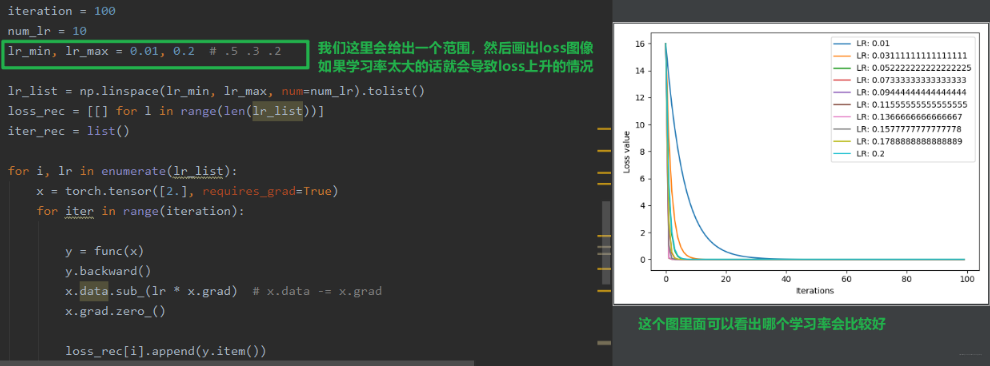 iteration = 100
num_lr = 10
lr_min, lr_max = 0.01, 0.2  # .5 .3 .2
我们这里会给出一个范围，然后画出loss图像
如果学习率太大的话就会导致loss上升的情况
lr_list = np.linspace(lr_min, lr_max, num=num_lr).tolist()
loss_rec = [[] for l in range(len(lr_list))]
iter_rec = list()
for i, lr in enumerate(lr_list):
x = torch.tensor([2.], requires_grad=True)
for iter in range(iteration):
y = func(x)
y.backward()
x.data.sub_(lr * x.grad)  # x.data -= x.grad
x.grad.zero_()
loss_rec[i].append(y.item())
16
14
12
10
8
6
4
2
0
Loss value
LR: 0.01
LR: 0.03111111111111111
LR: 0.052222222222222225
LR: 0.07333333333333333
LR: 0.09444444444444444
LR: 0.11555555555555555
LR: 0.1366666666666667
LR: 0.1577777777777778
LR: 0.1788888888888889
LR: 0.2
0
20
40
60
80
100
Iterations
这个图里面可以看出哪个学习率会比较好